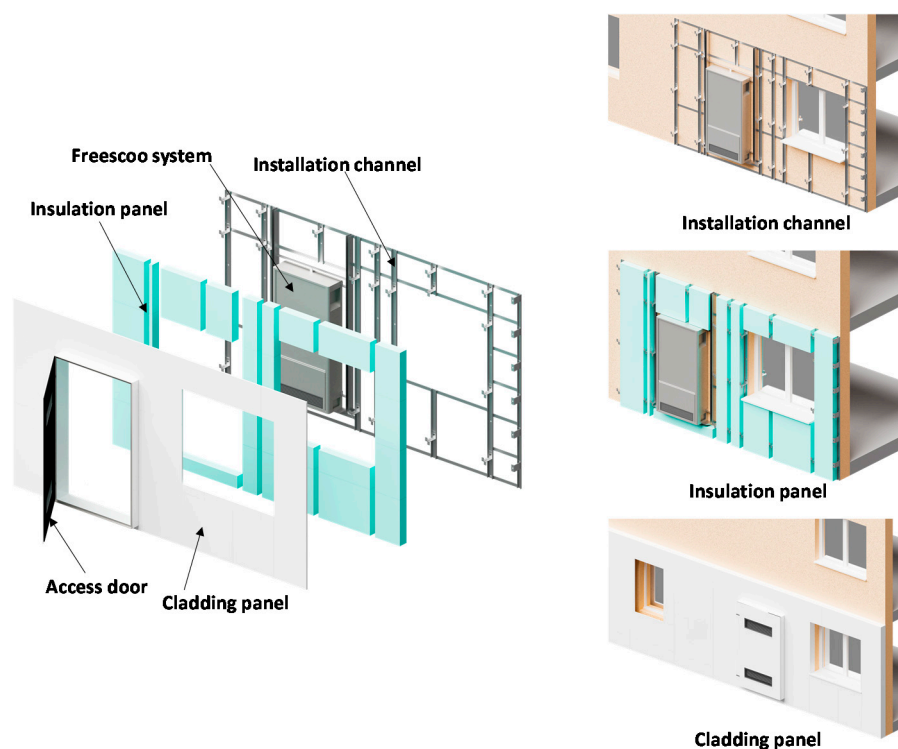 Freescoo system
Installation channel
Insulation panel
Access door
Cladding panel
Installation channel
Insulation panel
Cladding panel